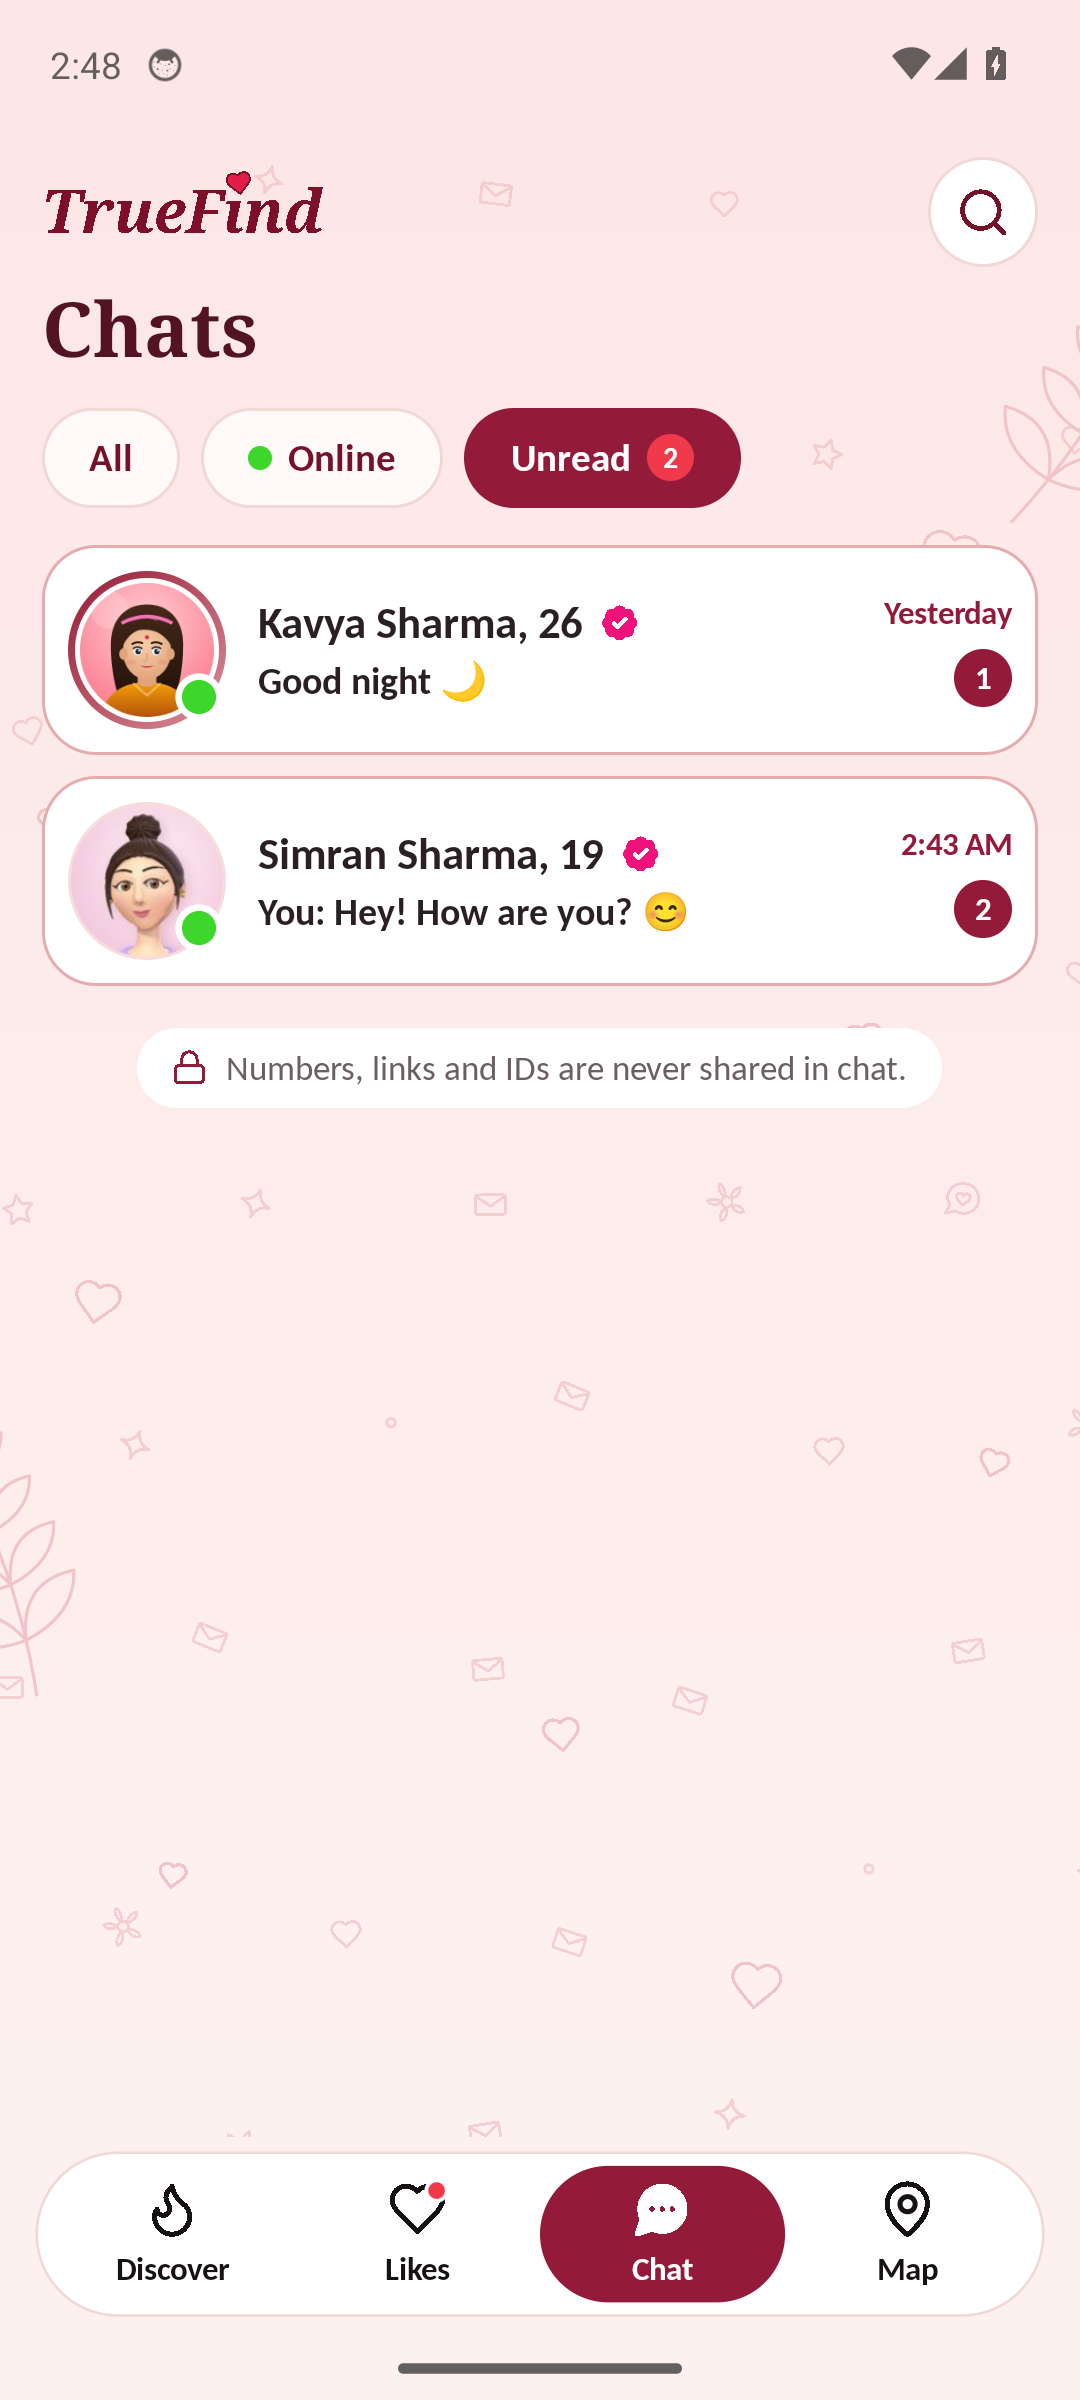 2:48
TrueFind
Chats
All
Online
Unread 2
Kavya Sharma, 26
Yesterday
Good night 🌙
1
Simran Sharma, 19
2:43 AM
You: Hey! How are you? 😊
2
Numbers, links and IDs are never shared in chat.
Discover
Likes
Chat
Map